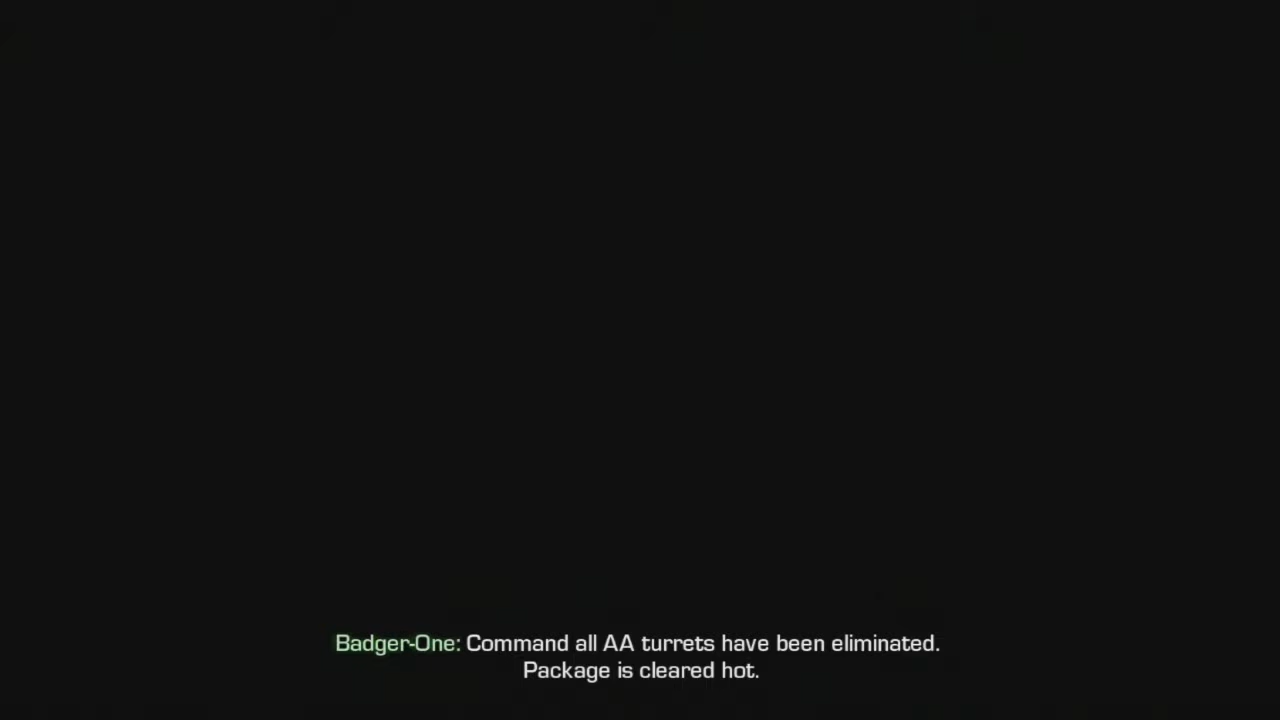 Badger-One: Command all AA turrets have been eliminated.
Package is cleared hot.